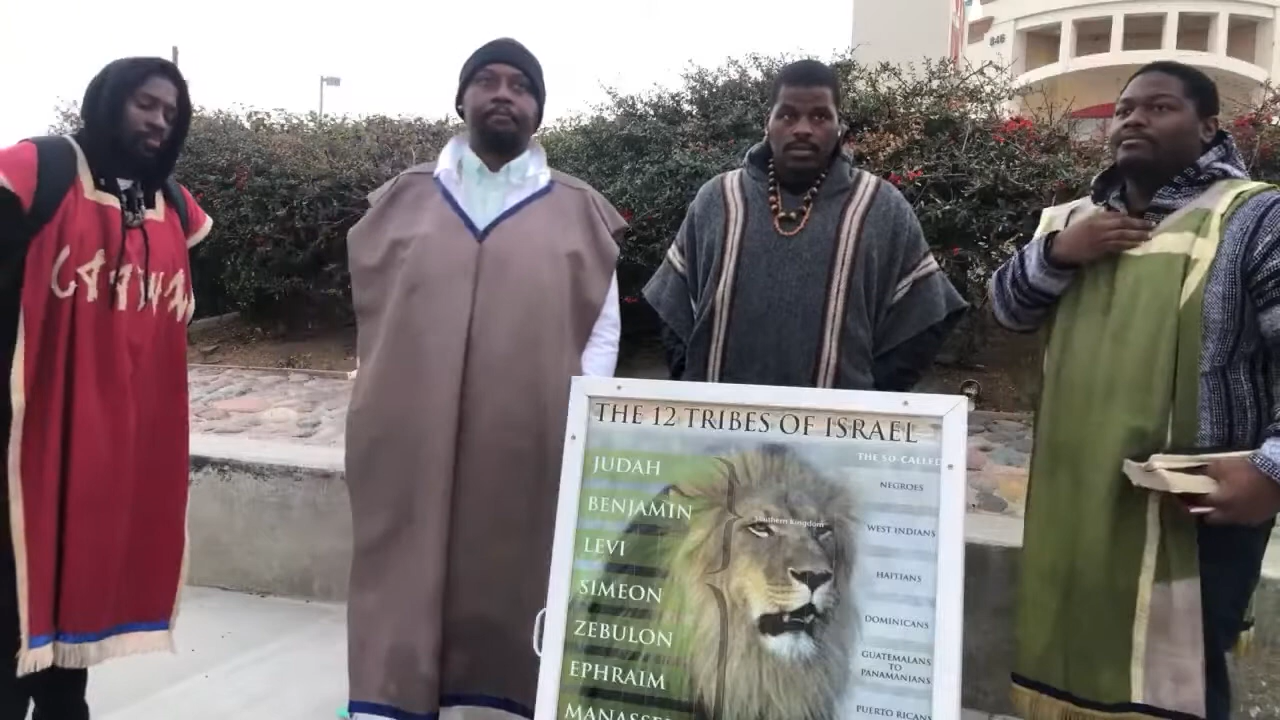 846
THE 12 TRIBES OF ISRAEL
THE SO-CALLED
JUDAH
NEGROES
BENJAMIN
Southern Kingdom
WEST INDIANS
LEVI
HAITIANS
SIMEON
DOMINICANS
ZEBULON
GUATEMALANS
TO
PANAMANIANS
EPHRAIM
PUERTO RICANS